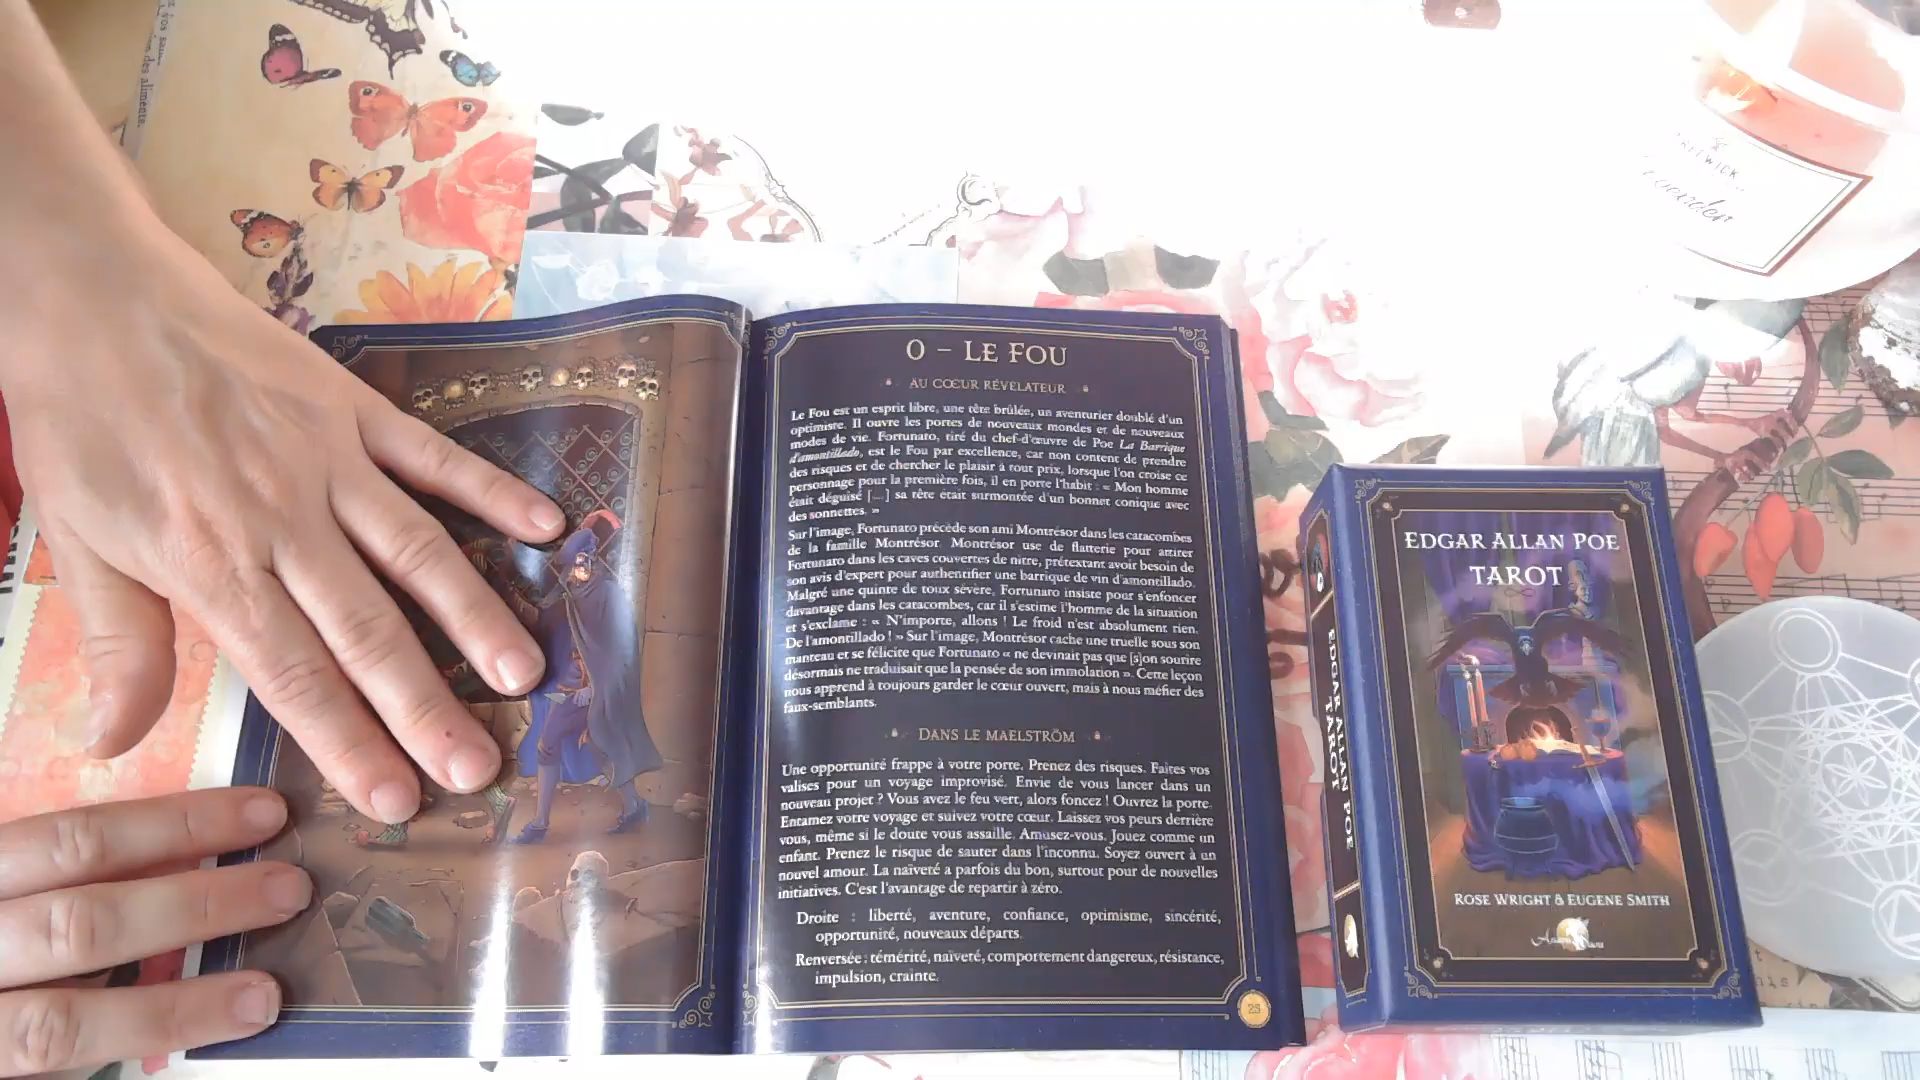 des aliments.
0 – LE FOU
AU CŒUR RÉVÉLATEUR
Le Fou est un esprit libre, une tête brûlée, un aventurier doublé d'un
optimiste. Il ouvre les portes de nouveaux mondes et de nouveaux
modes de vie. Fortunato, tiré du chef-d'œuvre de Poe La Barrique
d'amontillado, est le Fou par excellence, car non content de prendre
des risques et de chercher le plaisir à tout prix, lorsque l'on croise ce
personnage pour la première fois, il en porte l'habit : « Mon homme
était déguisé [...] sa tête était surmontée d'un bonnet conique avec
des sonnettes. »
Sur l'image, Fortunato précède son ami Montrésor dans les catacombes
de la famille Montrésor. Montrésor use de flatterie pour attirer
Fortunato dans les caves couvertes de nitre, prétextant avoir besoin de
son avis d'expert pour authentifier une barrique de vin d'amontillado.
Malgré une quinte de toux sévère, Fortunato insiste pour s'enfoncer
davantage dans les catacombes, car il s'estime l'homme de la situation
et s'exclame : « N'importe, allons ! Le froid n'est absolument rien.
De l'amontillado ! » Sur l'image, Montrésor cache une truelle sous son
manteau et se félicite que Fortunato « ne devinait pas que [s]on sourire
désormais ne traduisait que la pensée de son immolation ». Cette leçon
nous apprend à toujours garder le cœur ouvert, mais à nous méfier des
faux-semblants.
DANS LE MAELSTRÖM
Une opportunité frappe à votre porte. Prenez des risques. Faites vos
valises pour un voyage improvisé. Envie de vous lancer dans un
nouveau projet ? Vous avez le feu vert, alors foncez ! Ouvrez la porte.
Entamez votre voyage et suivez votre cœur. Laissez vos peurs derrière
vous, même si le doute vous assaille. Amusez-vous. Jouez comme un
enfant. Prenez le risque de sauter dans l'inconnu. Soyez ouvert à un
nouvel amour. La naïveté a parfois du bon, surtout pour de nouvelles
initiatives. C'est l'avantage de repartir à zéro.
Droite : liberté, aventure, confiance, optimisme, sincérité,
opportunité, nouveaux départs.
Renversée : témérité, naïveté, comportement dangereux, résistance,
impulsion, crainte.
25
EDGAR ALLAN POE
TAROT
ROSE WRIGHT & EUGENE SMITH
EDGAR ALLAN POE
TAROT